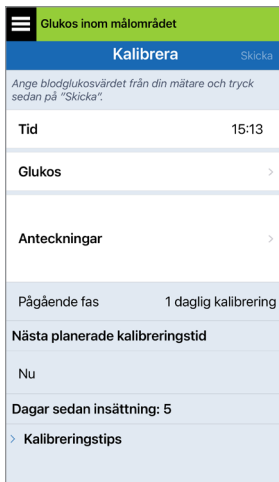 Glukos inom målområdet
Kalibrera Skicka
Ange blodglukosvärdet från din mätare och tryck
sedan på "Skicka".
Tid 15:13
Glukos
Anteckningar
Pågående fas 1 daglig kalibrering
Nästa planerade kalibreringstid
Nu
Dagar sedan insättning: 5
Kalibreringstips